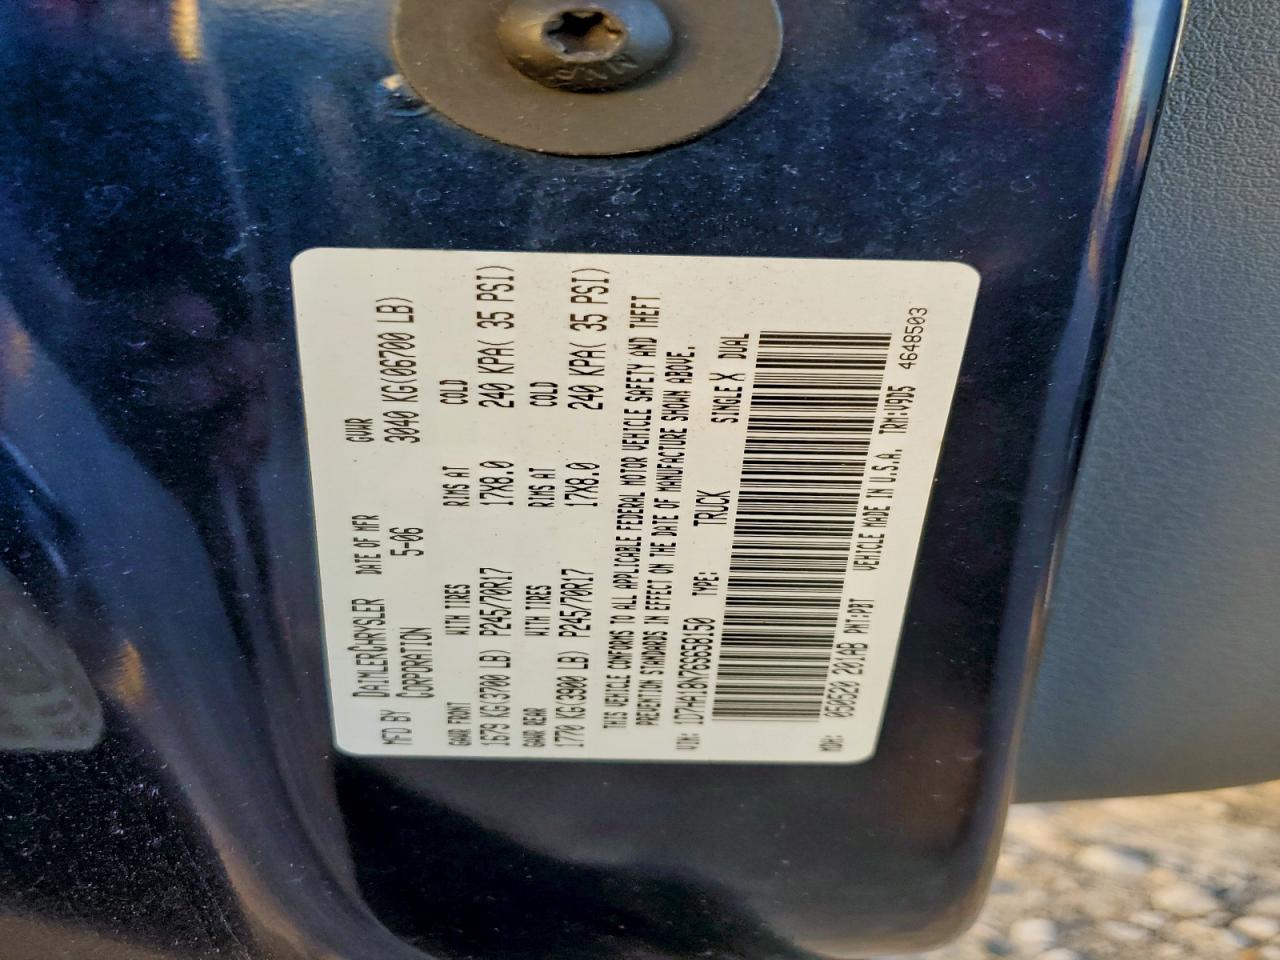 MFD BY DAIMLERCHRYSLER CORPORATION DATE OF MFR 5-06 GVWR 3040 KG(06700 LB)
GAWR FRONT WITH TIRES RIMS AT COLD
1679 KG(3700 LB) P245/70R17 17X8.0 240 KPA( 35 PSI)
GAWR REAR WITH TIRES RIMS AT COLD
1770 KG(3900 LB) P245/70R17 17X8.0 240 KPA( 35 PSI)
THIS VEHICLE CONFORMS TO ALL APPLICABLE FEDERAL MOTOR VEHICLE SAFETY AND THEFT
PREVENTION STANDARDS IN EFFECT ON THE DATE OF MANUFACTURE SHOWN ABOVE.
VIN: 1D7HA18N76S658150 TYPE: TRUCK SINGLE X DUAL
MDH: 050520 201AB PNT:PBT VEHICLE MADE IN U.S.A. TRM:V9D5
4648503